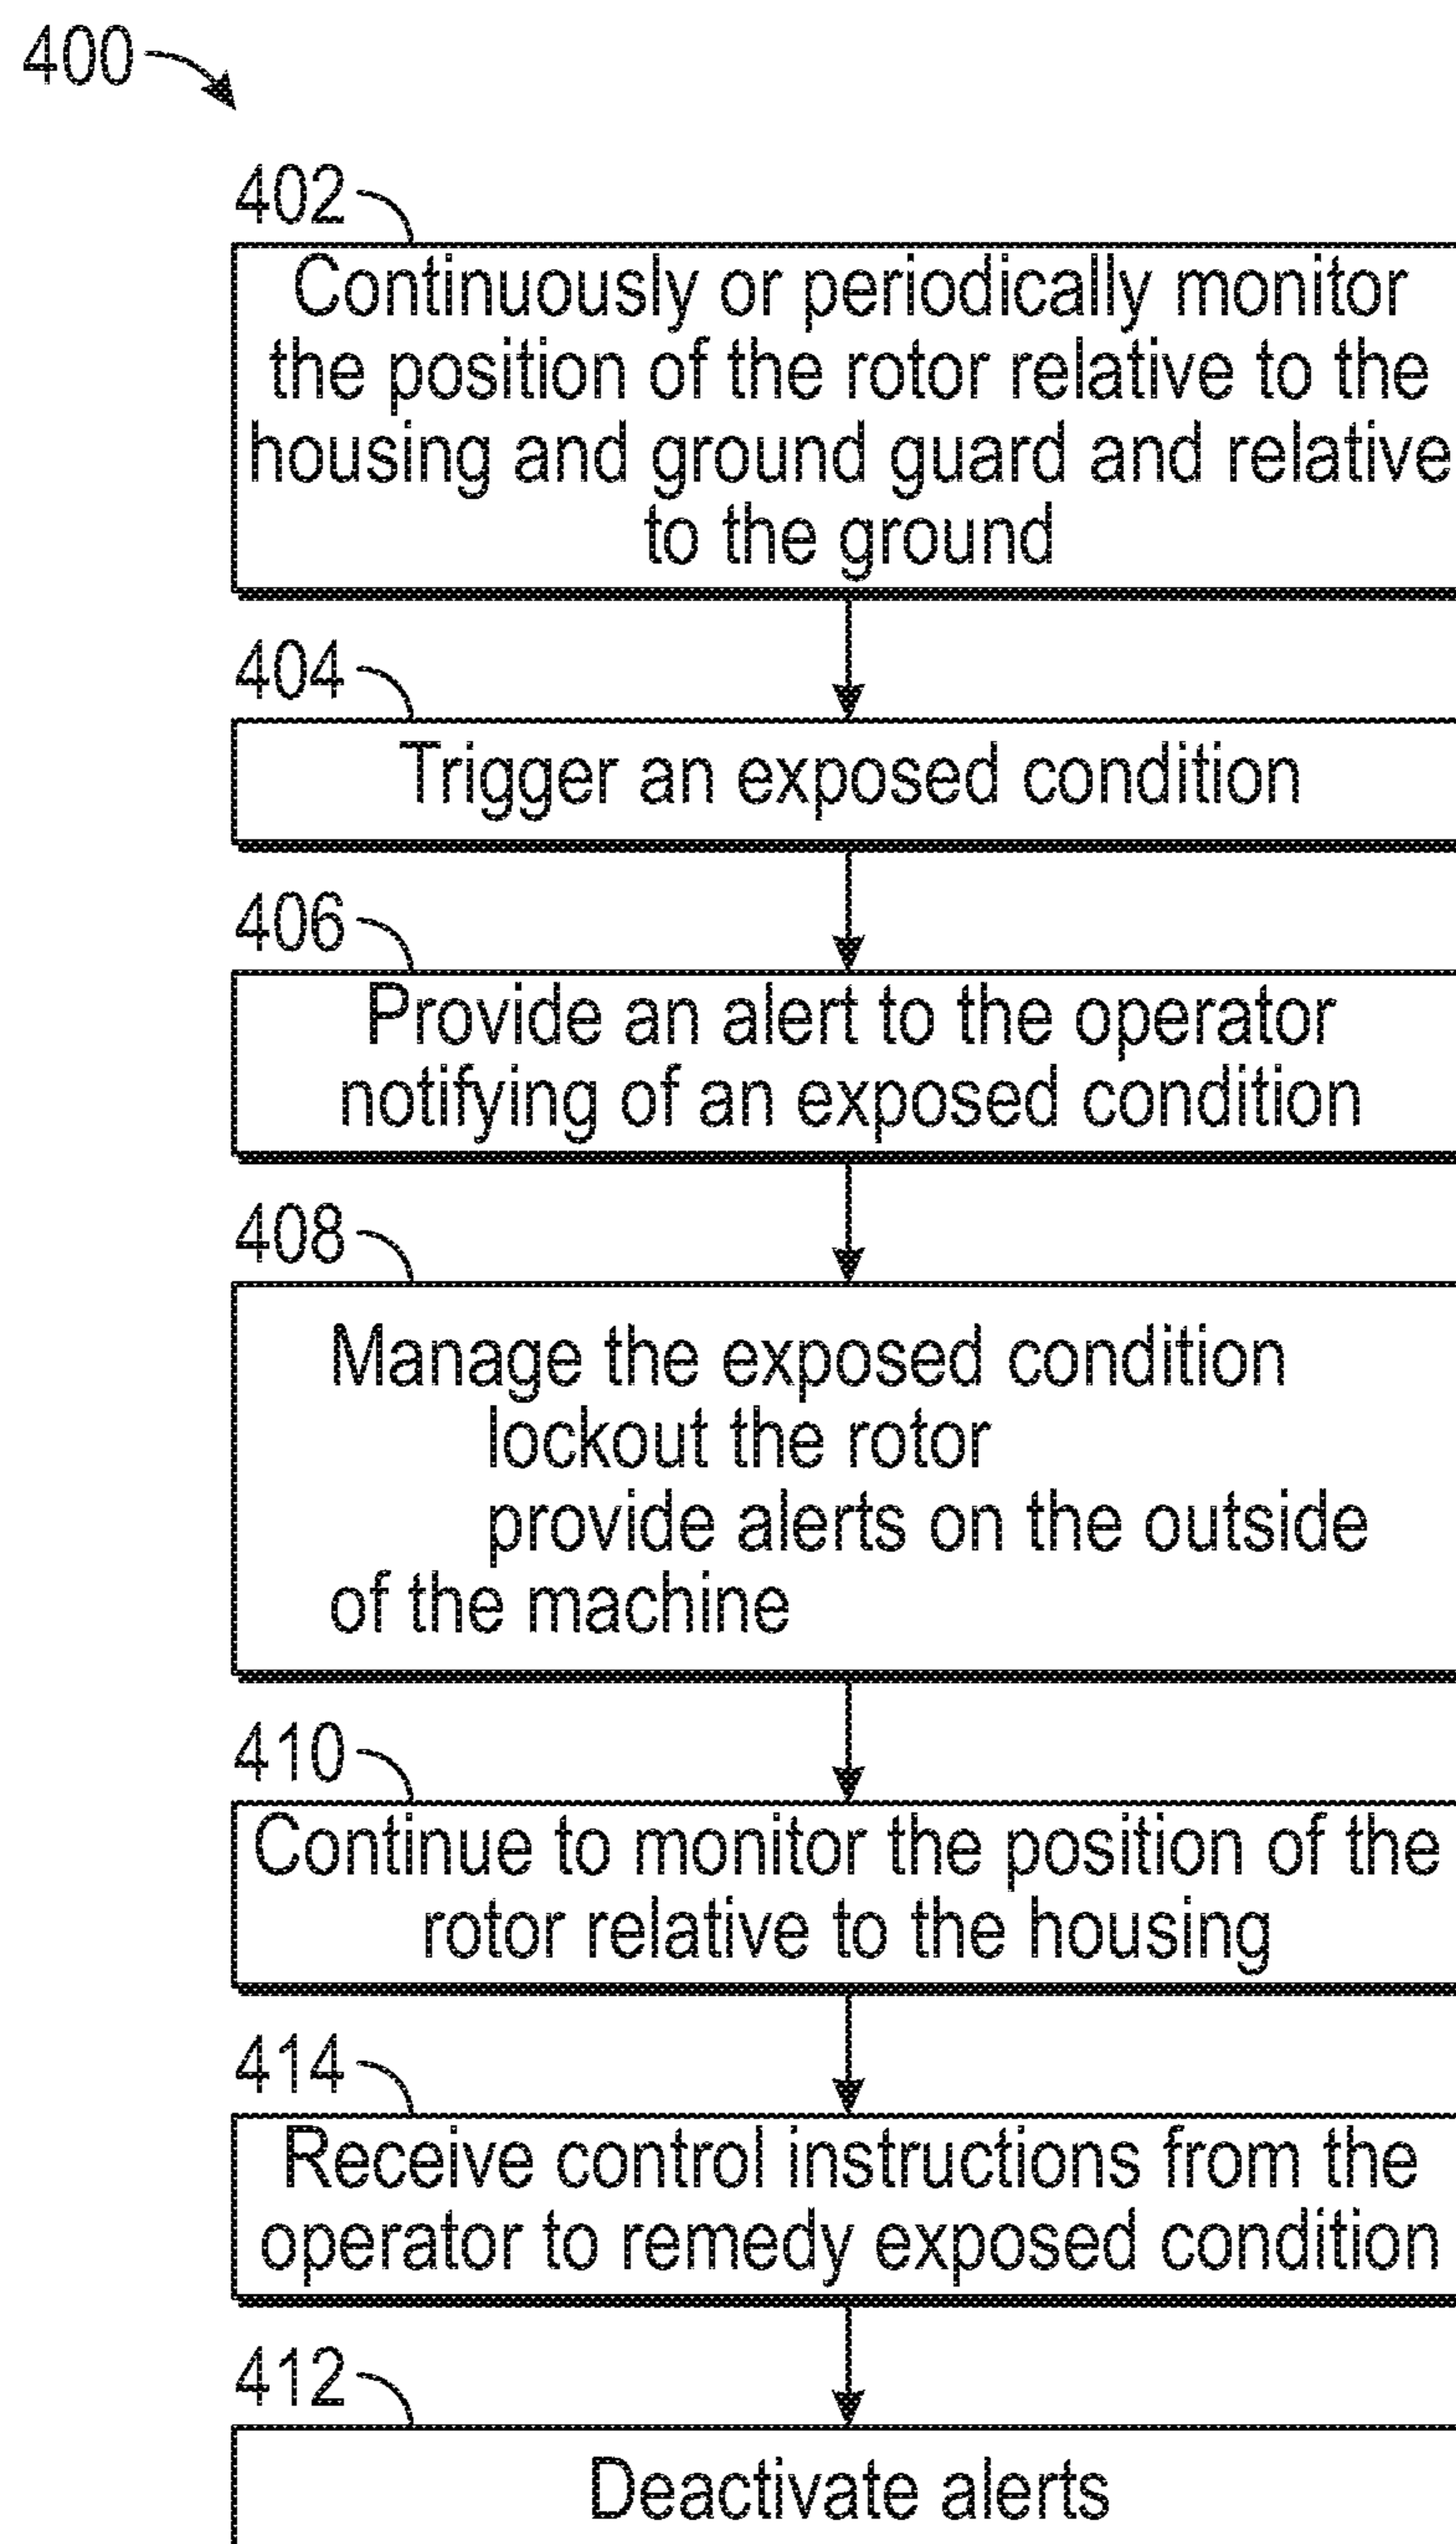 400
402
Continuously or periodically monitor
the position of the rotor relative to the
housing and ground guard and relative
to the ground
404
Trigger an exposed condition
406
Provide an alert to the operator
notifying of an exposed condition
408
Manage the exposed condition
lockout the rotor
provide alerts on the outside
of the machine
410
Continue to monitor the position of the
rotor relative to the housing
414
Receive control instructions from the
operator to remedy exposed condition
412
Deactivate alerts